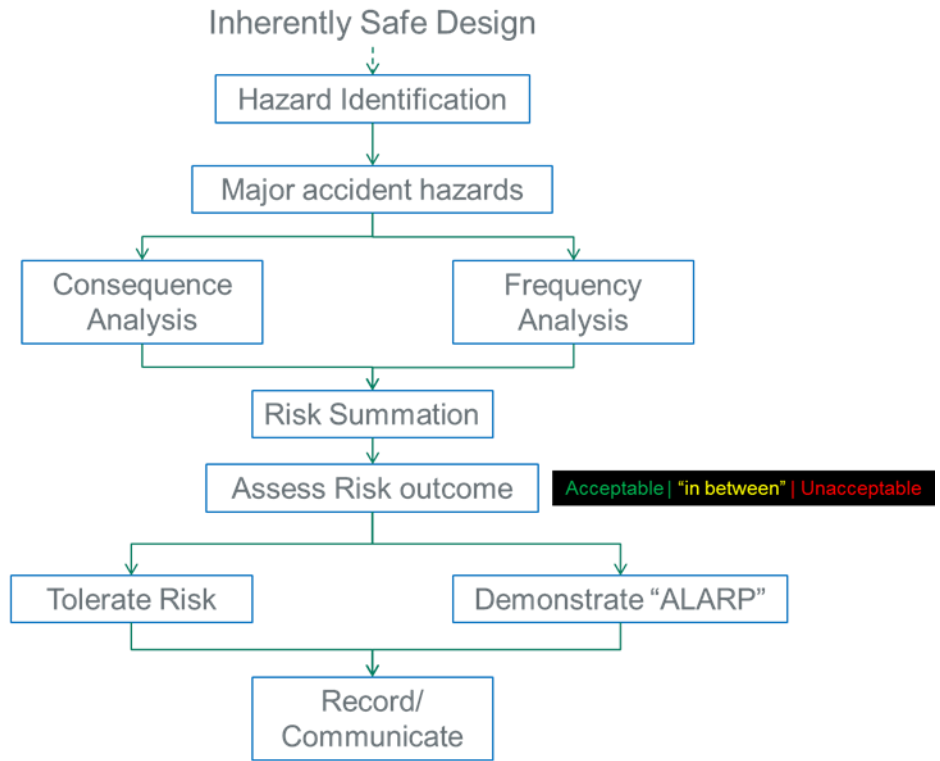 Inherently Safe Design
Hazard Identification
Major accident hazards
Consequence
Analysis
Frequency
Analysis
Risk Summation
Assess Risk outcome
Acceptable | “in between” | Unacceptable
Tolerate Risk
Demonstrate “ALARP”
Record/
Communicate